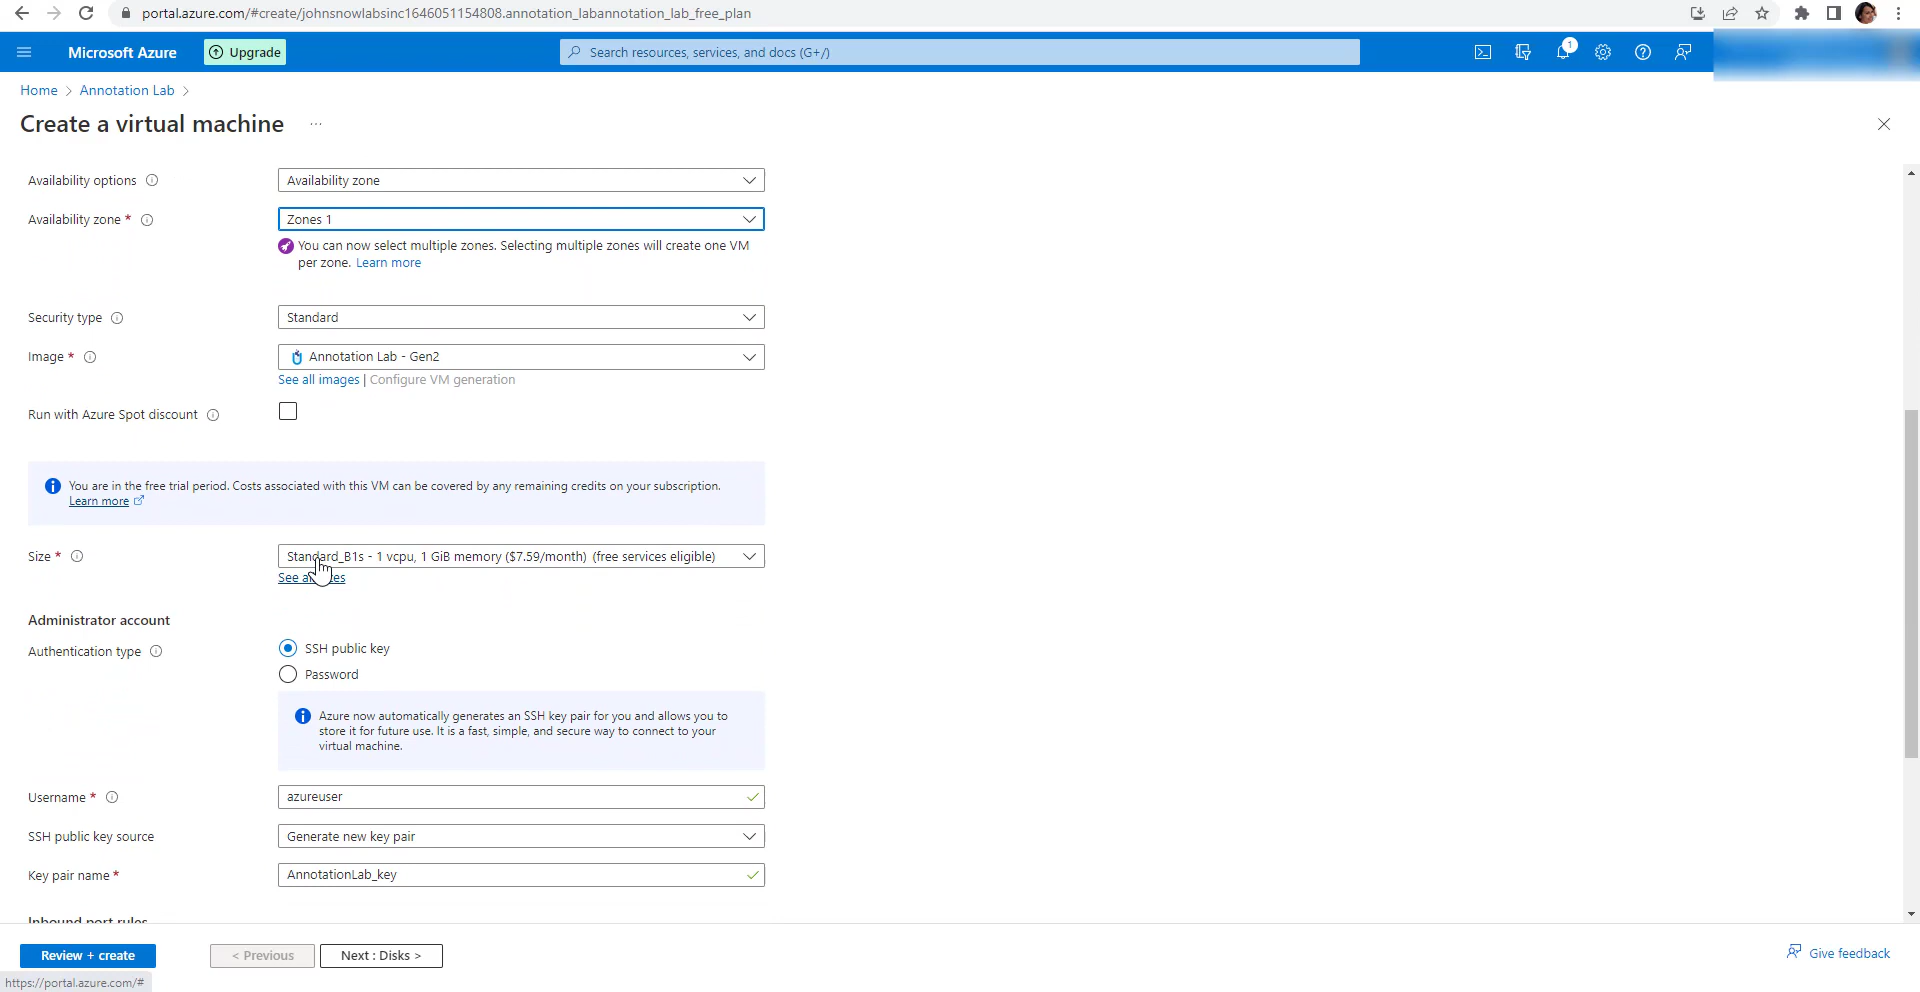 portal.azure.com/#create/johnsnowlabsinc1646051154808.annotation_labannotation_lab_free_plan
Microsoft Azure
Upgrade
Search resources, services, and docs (G+/)
1
Home > Annotation Lab >
Create a virtual machine ...
Availability options
Availability zone
Availability zone *
Zones 1
You can now select multiple zones. Selecting multiple zones will create one VM
per zone. Learn more
Security type
Standard
Image *
Annotation Lab - Gen2
See all images | Configure VM generation
Run with Azure Spot discount
You are in the free trial period. Costs associated with this VM can be covered by any remaining credits on your subscription.
Learn more
Size *
Standard_B1s - 1 vcpu, 1 GiB memory ($7.59/month) (free services eligible)
See all sizes
Administrator account
Authentication type
SSH public key
Password
Azure now automatically generates an SSH key pair for you and allows you to
store it for future use. It is a fast, simple, and secure way to connect to your
virtual machine.
Username *
azureuser
SSH public key source
Generate new key pair
Key pair name *
AnnotationLab_key
Inbound port rules
Review + create
< Previous
Next : Disks >
Give feedback
https://portal.azure.com/#